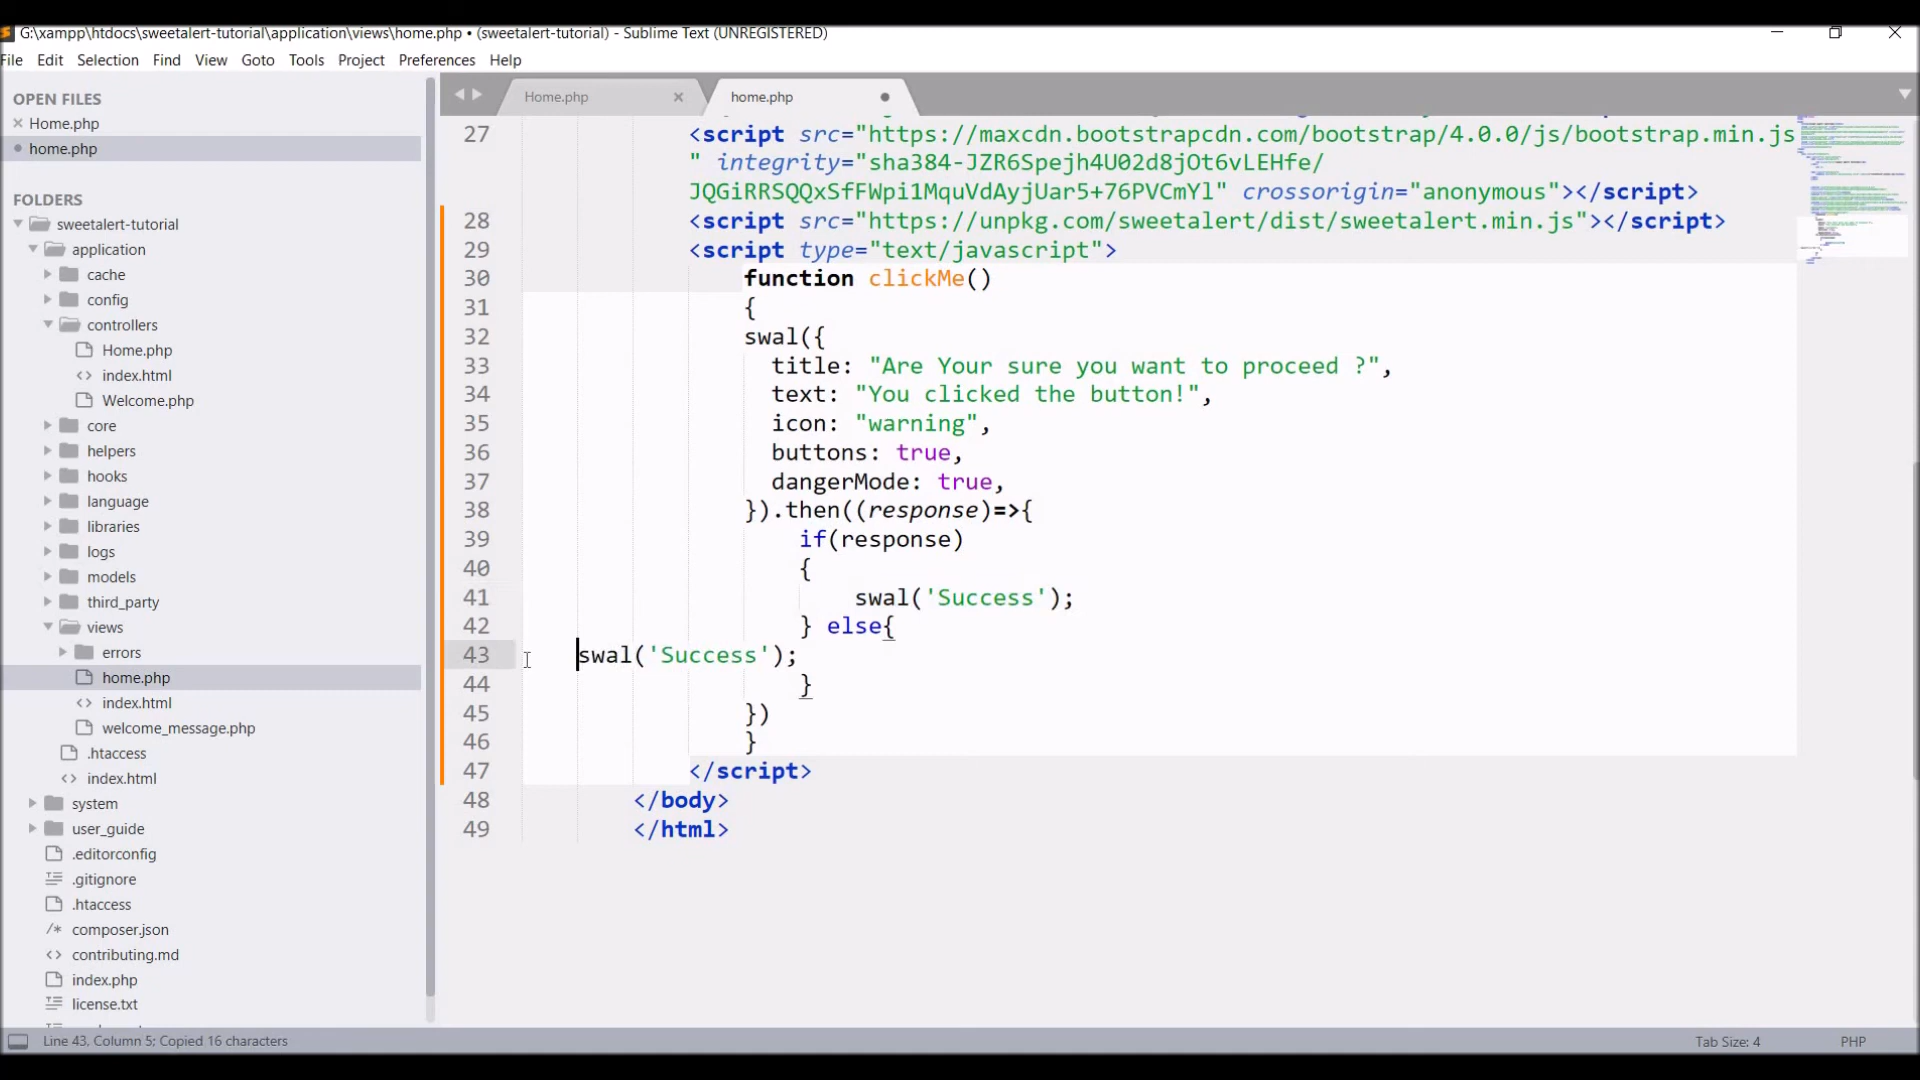 G:\xampp\htdocs\sweetalert-tutorial\application\views\home.php • (sweetalert-tutorial) - Sublime Text (UNREGISTERED)
File Edit Selection Find View Goto Tools Project Preferences Help
OPEN FILES
Home.php
home.php
FOLDERS
sweetalert-tutorial
application
cache
config
controllers
Home.php
index.html
Welcome.php
core
helpers
hooks
language
libraries
logs
models
third_party
views
errors
home.php
index.html
welcome_message.php
.htaccess
index.html
system
user_guide
.editorconfig
.gitignore
.htaccess
composer.json
contributing.md
index.php
license.txt
Home.php home.php
27 <script src="https://maxcdn.bootstrapcdn.com/bootstrap/4.0.0/js/bootstrap.min.js
" integrity="sha384-JZR6Spejh4U02d8jOt6vLEHfe/
JQGiRRSQQxSfFWpi1MquVdAyjUar5+76PVCmYl" crossorigin="anonymous"></script>
28 <script src="https://unpkg.com/sweetalert/dist/sweetalert.min.js"></script>
29 <script type="text/javascript">
30 function clickMe()
31 {
32 swal({
33 title: "Are Your sure you want to proceed ?",
34 text: "You clicked the button!",
35 icon: "warning",
36 buttons: true,
37 dangerMode: true,
38 }).then((response)=>{
39 if(response)
40 {
41 swal('Success');
42 } else{
43 swal('Success');
44 }
45 })
46 }
47 </script>
48 </body>
49 </html>
Line 43, Column 5; Copied 16 characters
Tab Size: 4 PHP